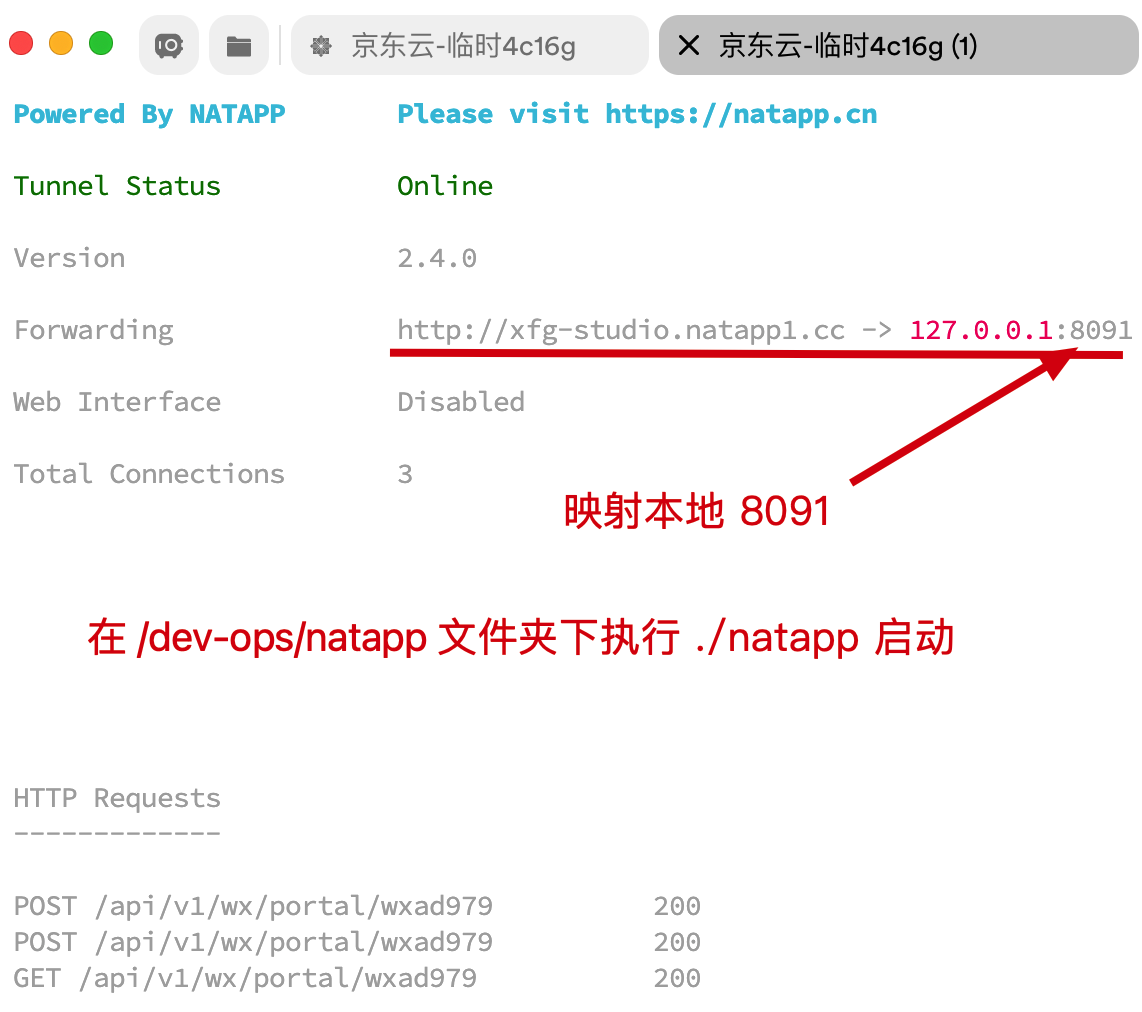 京东云-临时4c16g
京东云-临时4c16g (1)
Powered By NATAPP Please visit https://natapp.cn
Tunnel Status Online
Version 2.4.0
Forwarding http://xfg-studio.natapp1.cc -> 127.0.0.1:8091
Web Interface Disabled
Total Connections 3
映射本地 8091
在 /dev-ops/natapp 文件夹下执行 ./natapp 启动
HTTP Requests
-------------
POST /api/v1/wx/portal/wxad979 200
POST /api/v1/wx/portal/wxad979 200
GET /api/v1/wx/portal/wxad979 200